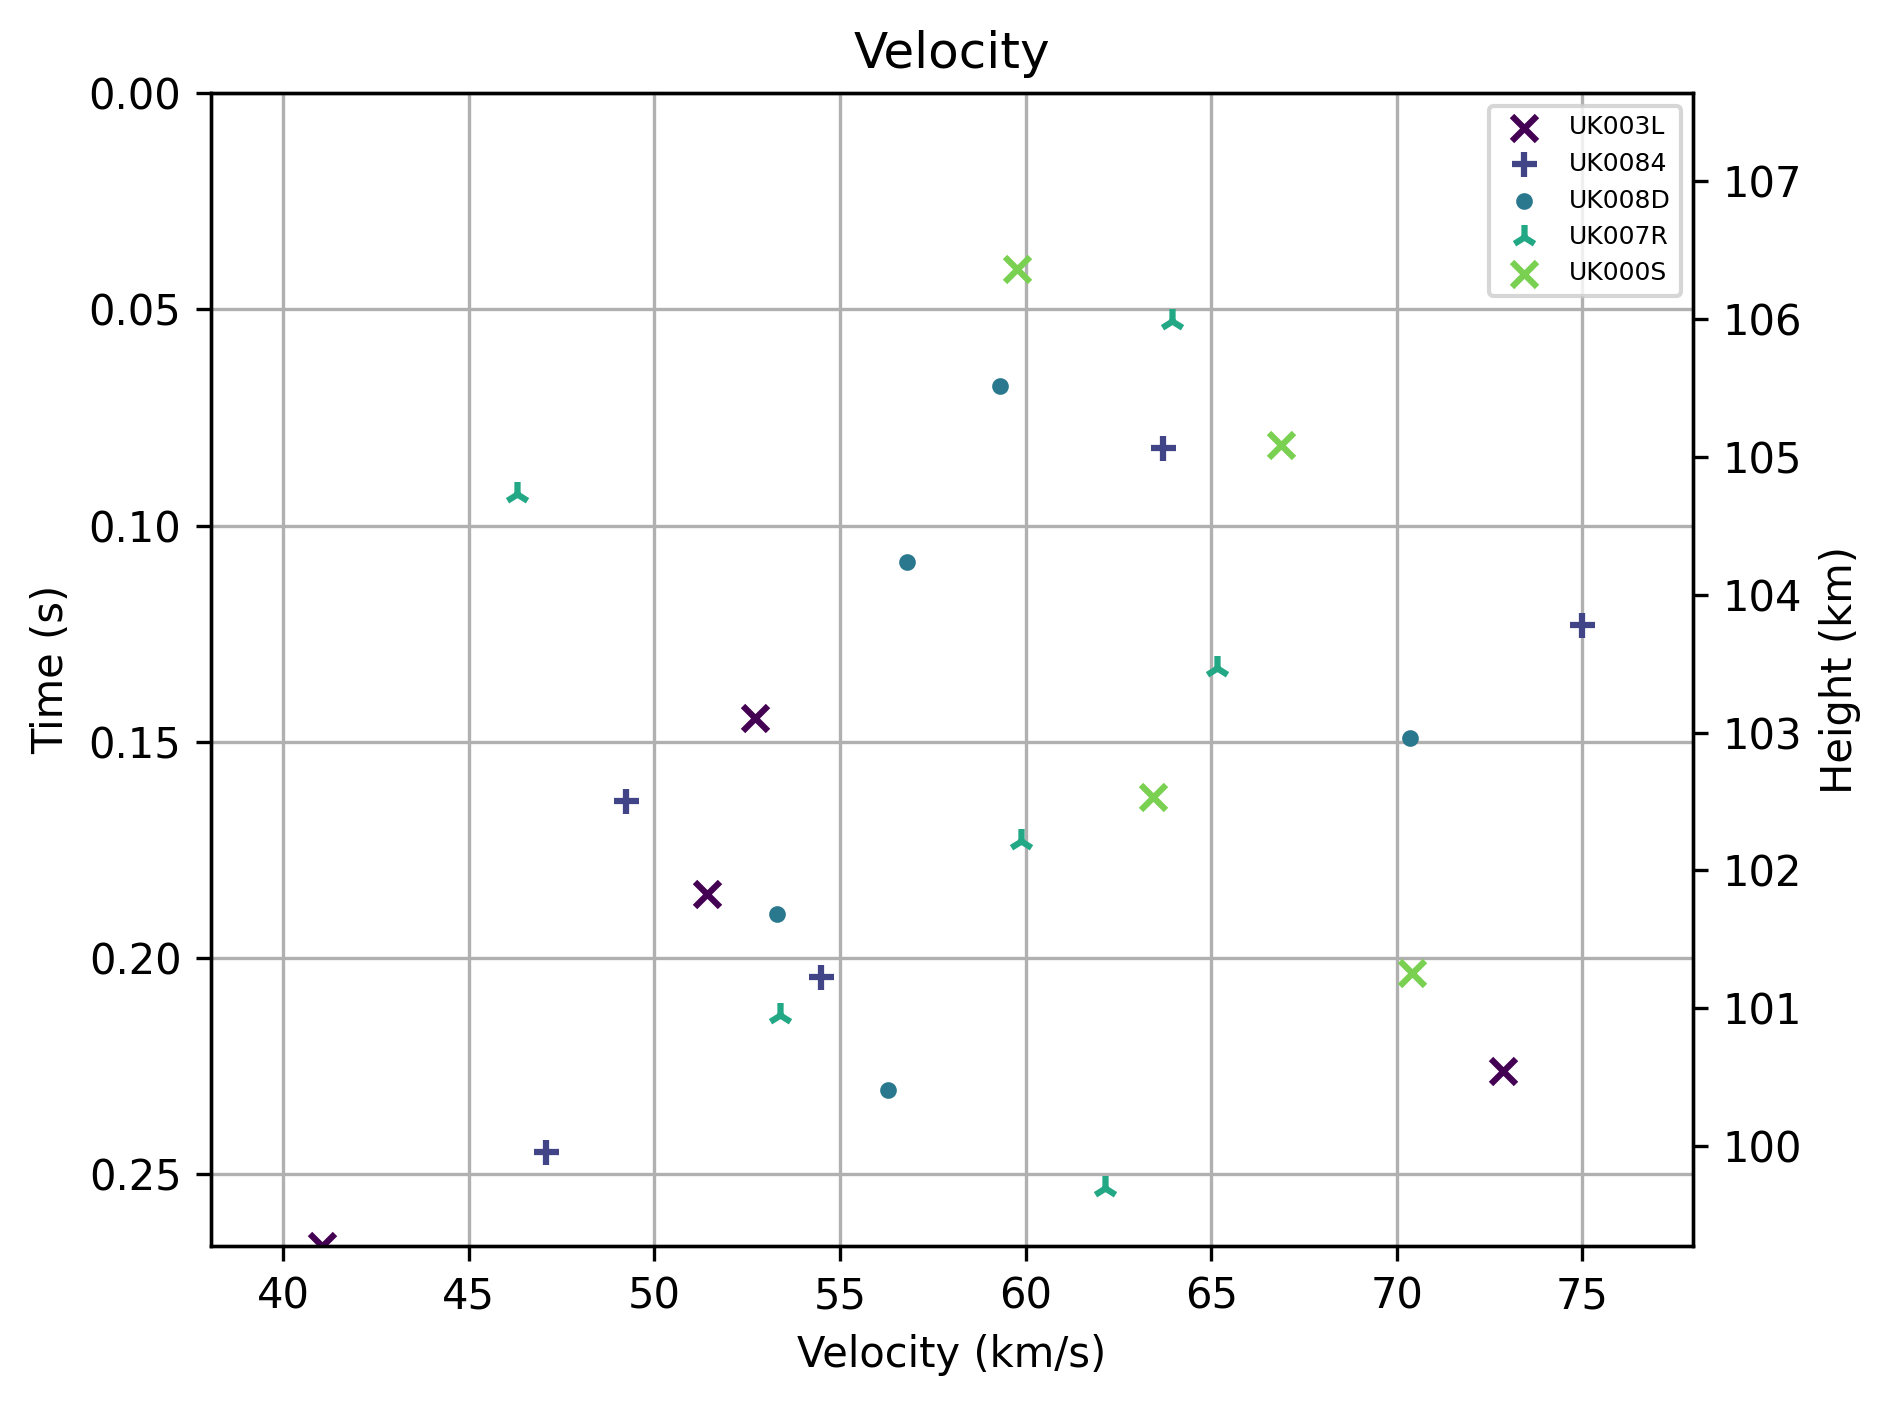 Velocity
0.00
0.05
0.10
0.15
0.20
0.25
Time (s)
UK003L
UK0084
UK008D
UK007R
UK000S
107
106
105
104
103
102
101
100
Height (km)
40 45 50 55 60 65 70 75
Velocity (km/s)